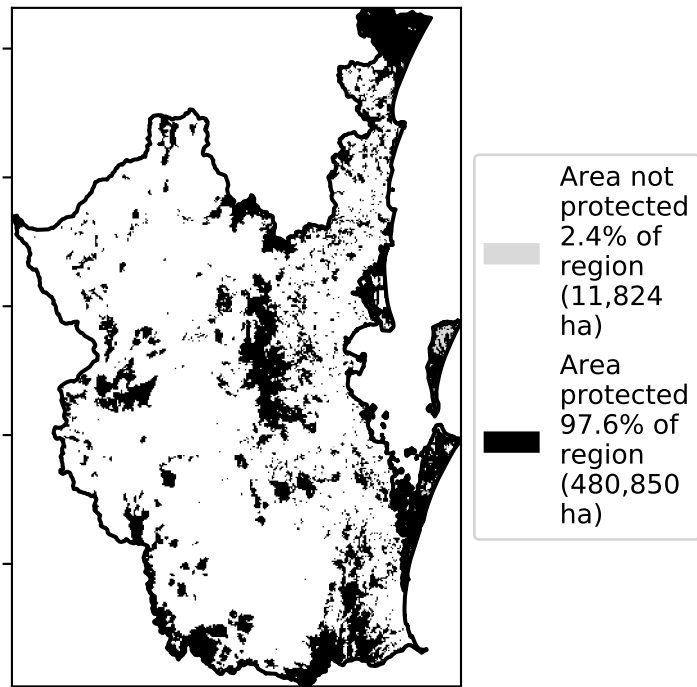 Area not
protected
2.4% of
region
(11,824
ha)
Area
protected
97.6% of
region
(480,850
ha)